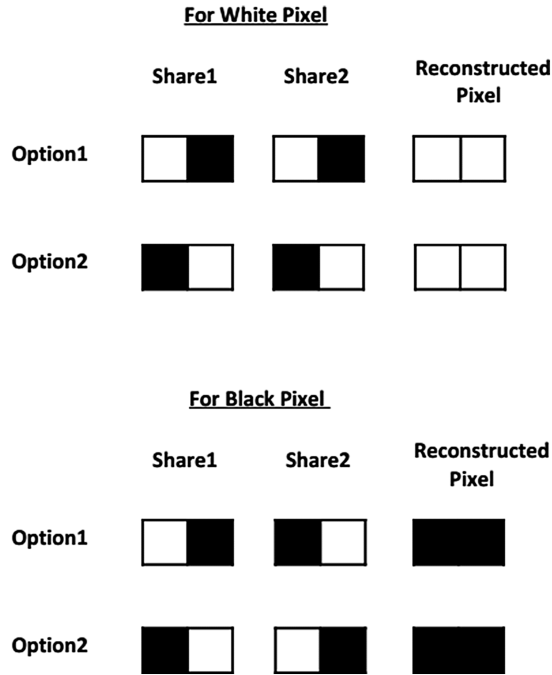 For White Pixel
Share1 Share2 Reconstructed
Pixel
Option1
Option2
For Black Pixel
Share1 Share2 Reconstructed
Pixel
Option1
Option2